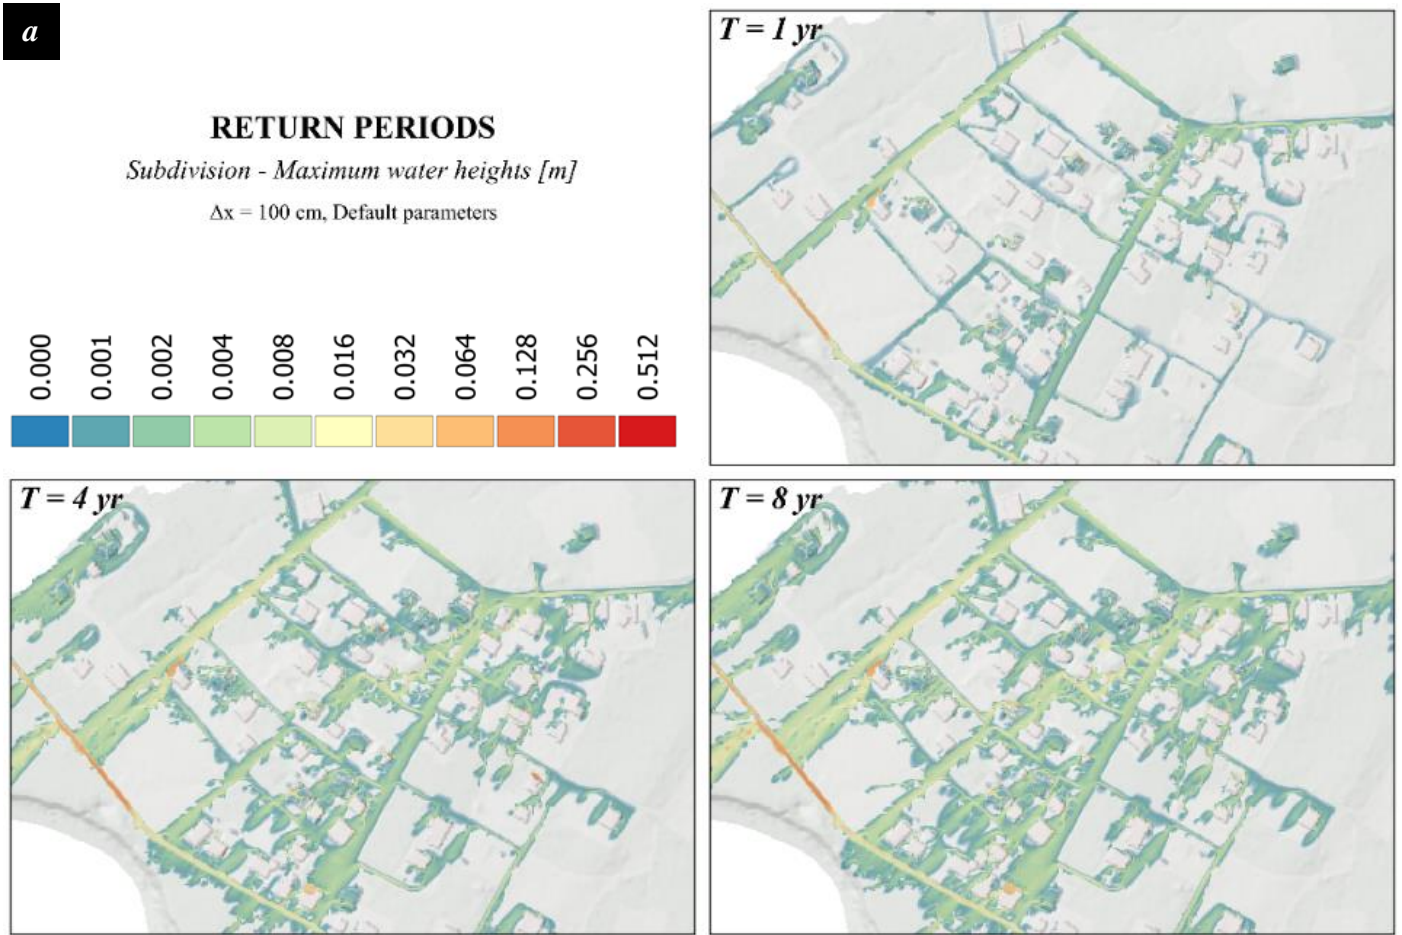 a
RETURN PERIODS
Subdivision - Maximum water heights [m]
Δx = 100 cm, Default parameters
0.000
0.001
0.002
0.004
0.008
0.016
0.032
0.064
0.128
0.256
0.512
T = 1 yr
T = 4 yr
T = 8 yr